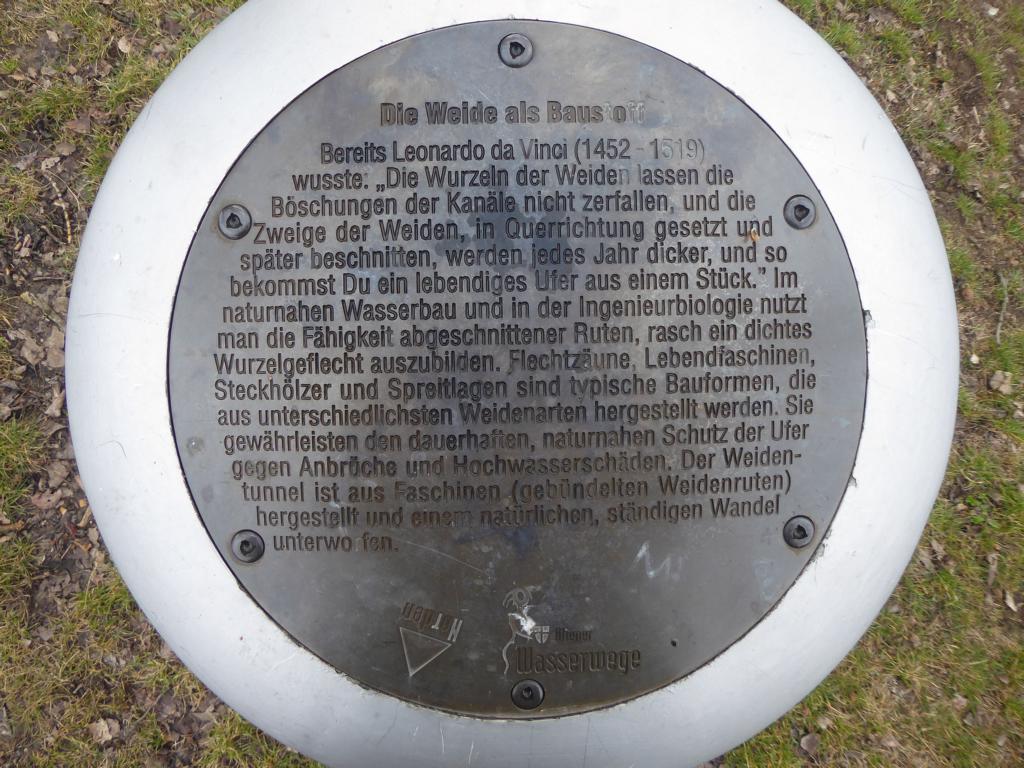 Die Weide als Baustoff
Bereits Leonardo da Vinci (1452 - 1519)
wusste: „Die Wurzeln der Weiden lassen die
Böschungen der Kanäle nicht zerfallen, und die
Zweige der Weiden, in Querrichtung gesetzt und
später beschnitten, werden jedes Jahr dicker, und so
bekommst Du ein lebendiges Ufer aus einem Stück.” Im
naturnahen Wasserbau und in der Ingenieurbiologie nutzt
man die Fähigkeit abgeschnittener Ruten, rasch ein dichtes
Wurzelgeflecht auszubilden. Flechtzäune, Lebendfaschinen,
Steckhölzer und Spreitlagen sind typische Bauformen, die
aus unterschiedlichsten Weidenarten hergestellt werden. Sie
gewährleisten den dauerhaften, naturnahen Schutz der Ufer
gegen Anbrüche und Hochwasserschäden. Der Weiden-
tunnel ist aus Faschinen (gebündelten Weidenruten)
hergestellt und einem natürlichen, ständigen Wandel
unterworfen.
Norden
Wiener
Wasserwege